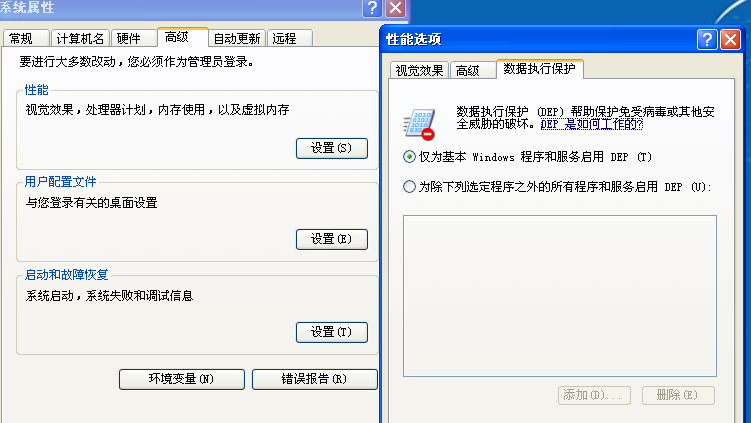 系统属性
常规
计算机名
硬件
高级
自动更新
远程
要进行大多数改动，您必须作为管理员登录。
性能
视觉效果，处理器计划，内存使用，以及虚拟内存
设置(S)
用户配置文件
与您登录有关的桌面设置
设置(E)
启动和故障恢复
系统启动，系统失败和调试信息
设置(T)
环境变量(N)
错误报告(R)
性能选项
视觉效果
高级
数据执行保护
数据执行保护 (DEP) 帮助保护免受病毒或其他安
全威胁的破坏。DEP 是如何工作的?
仅为基本 Windows 程序和服务启用 DEP (T)
为除下列选定程序之外的所有程序和服务启用 DEP (U):
添加(D)...
删除(E)